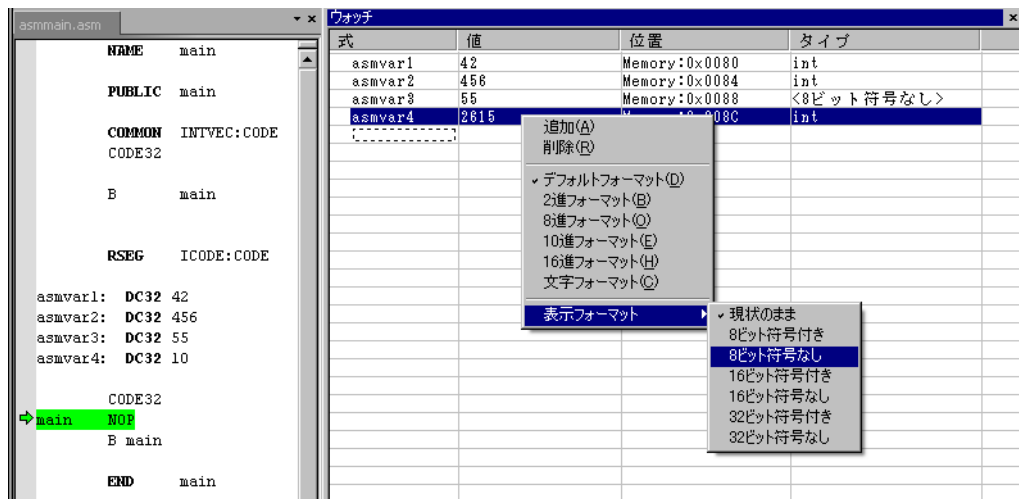 asmmain.asm
NAME main
PUBLIC main
COMMON INTVEC:CODE
CODE32
B main
RSEG ICODE:CODE
asmvar1: DC32 42
asmvar2: DC32 456
asmvar3: DC32 55
asmvar4: DC32 10
CODE32
main NOP
B main
END main
ウォッチ
式 値 位置 タイプ
asmvar1 42 Memory:0x0080 int
asmvar2 456 Memory:0x0084 int
asmvar3 55 Memory:0x0088 <8ビット符号なし>
asmvar4 2615 008C int
追加(A)
削除(R)
デフォルトフォーマット(D)
2進フォーマット(B)
8進フォーマット(O)
10進フォーマット(E)
16進フォーマット(H)
文字フォーマット(C)
表示フォーマット
現状のまま
8ビット符号付き
8ビット符号なし
16ビット符号付き
16ビット符号なし
32ビット符号付き
32ビット符号なし